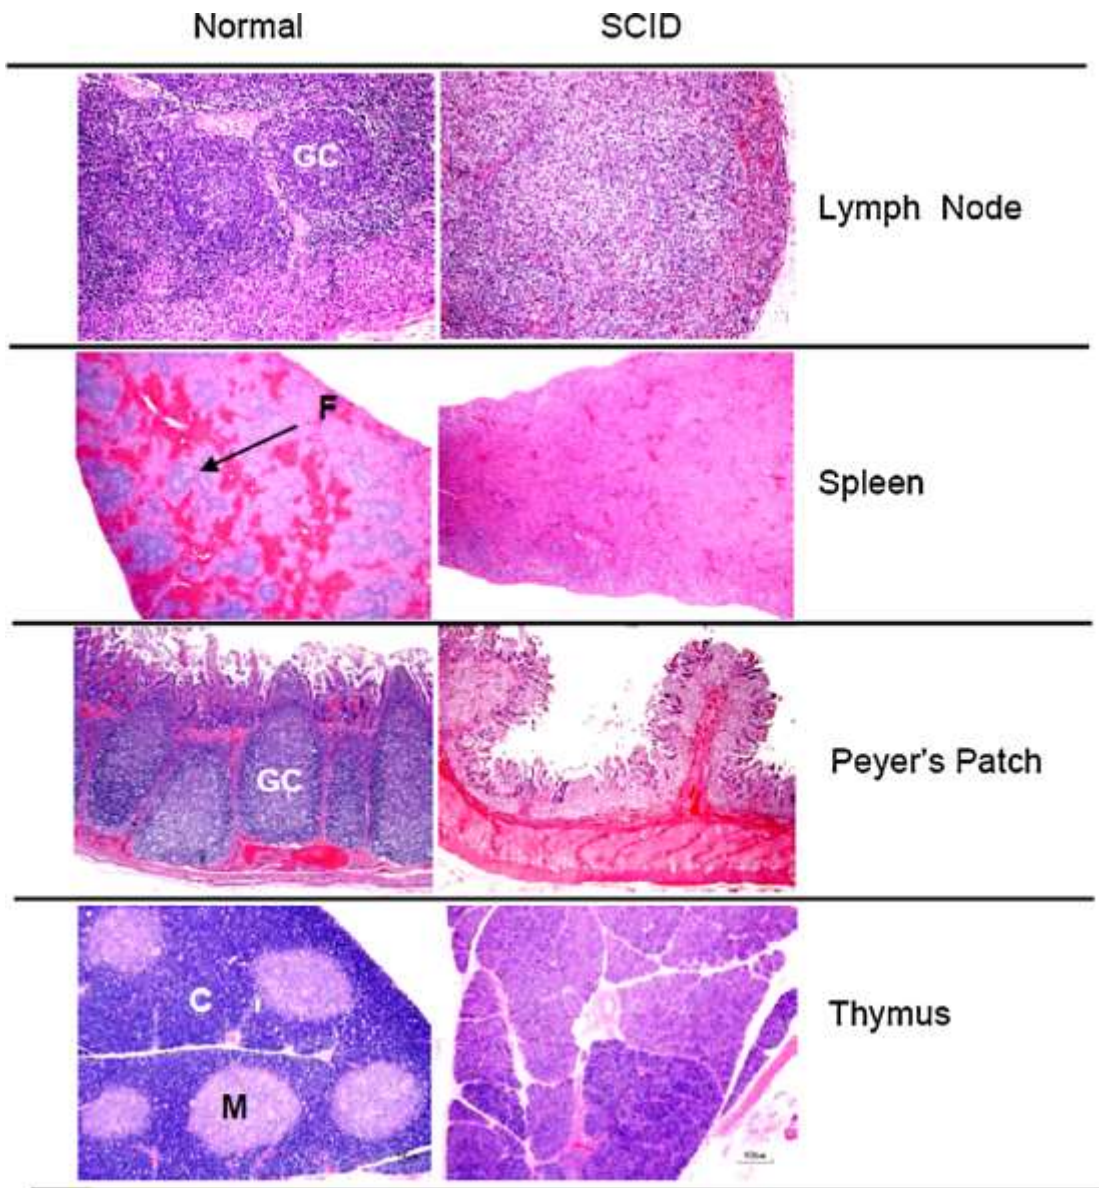 Normal SCID
GC
Lymph Node
F
Spleen
GC
Peyer's Patch
C
M
Thymus